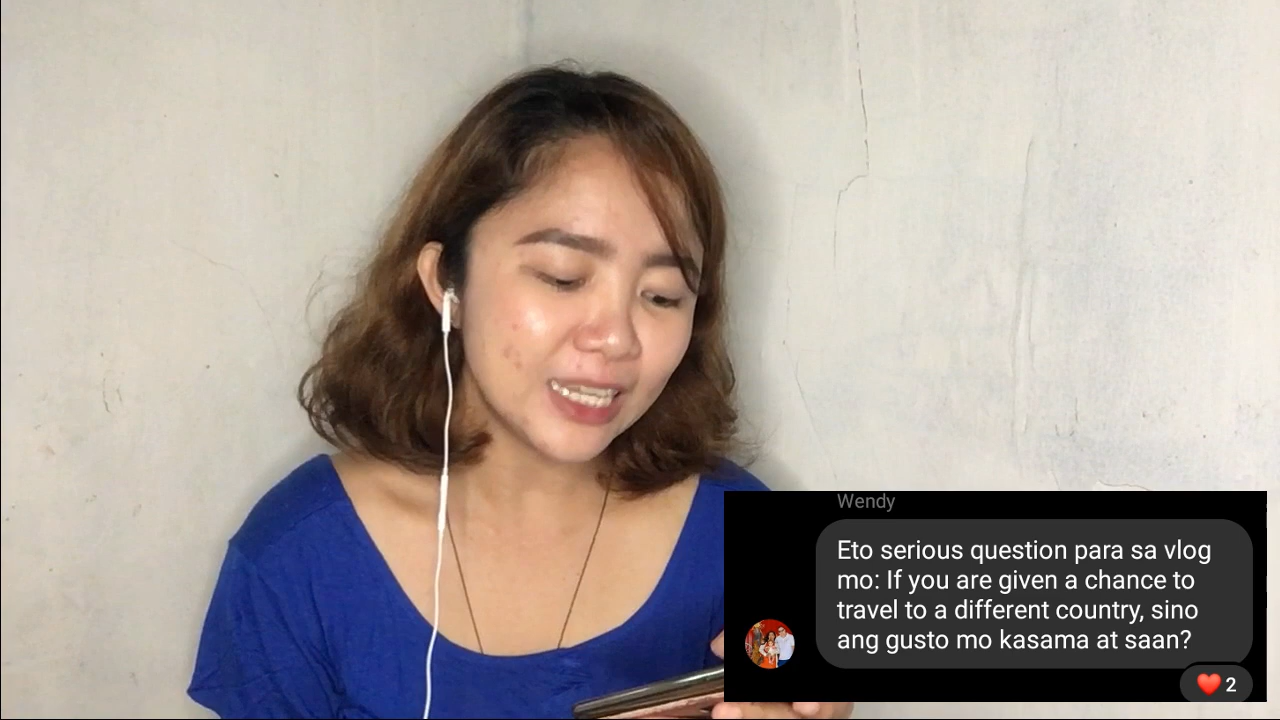 Wendy
Eto serious question para sa vlog
mo: If you are given a chance to
travel to a different country, sino
ang gusto mo kasama at saan?
❤️ 2